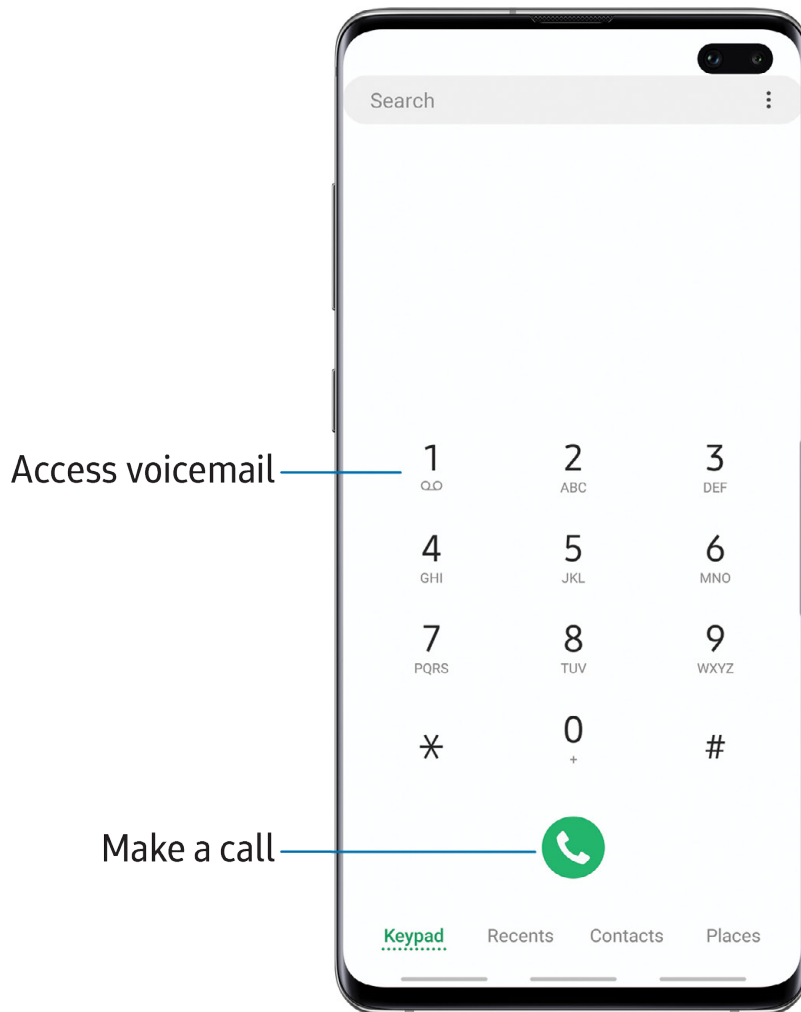 Search
Access voicemail
1 2 3
ABC DEF
4 5 6
GHI JKL MNO
7 8 9
PQRS TUV WXYZ
* 0 #
+
Make a call
Keypad Recents Contacts Places